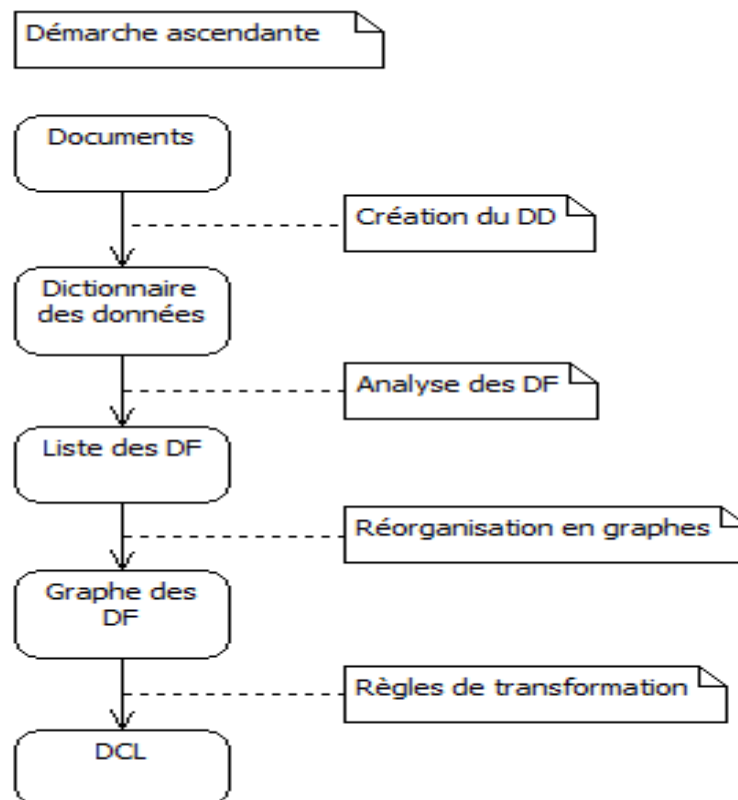 Démarche ascendante
Documents
Création du DD
Dictionnaire
des données
Analyse des DF
Liste des DF
Réorganisation en graphes
Graphe des
DF
Règles de transformation
DCL